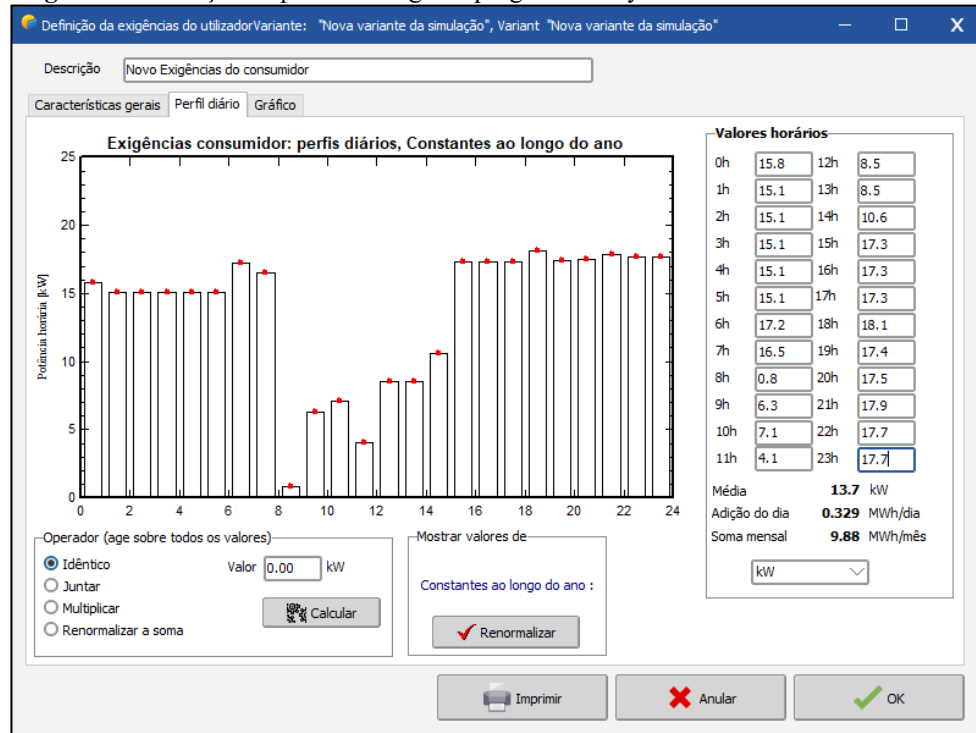 Definição da exigências do utilizadorVariante: "Nova variante da simulação", Variant "Nova variante da simulação"
Descrição Novo Exigências do consumidor
Características gerais Perfil diário Gráfico
Exigências consumidor: perfis diários, Constantes ao longo do ano
Potência horária [kW]
25
20
15
10
5
0
0 2 4 6 8 10 12 14 16 18 20 22 24
Valores horários
0h 15.8 12h 8.5
1h 15.1 13h 8.5
2h 15.1 14h 10.6
3h 15.1 15h 17.3
4h 15.1 16h 17.3
5h 15.1 17h 17.3
6h 17.2 18h 18.1
7h 16.5 19h 17.4
8h 0.8 20h 17.5
9h 6.3 21h 17.9
10h 7.1 22h 17.7
11h 4.1 23h 17.7
Média 13.7 kW
Adição do dia 0.329 MWh/dia
Soma mensal 9.88 MWh/mês
kW
Operador (age sobre todos os valores)
Idêntico
Juntar
Multiplicar
Renormalizar a soma
Valor 0.00 kW
Calcular
Mostrar valores de
Constantes ao longo do ano :
Renormalizar
Imprimir
Anular
OK